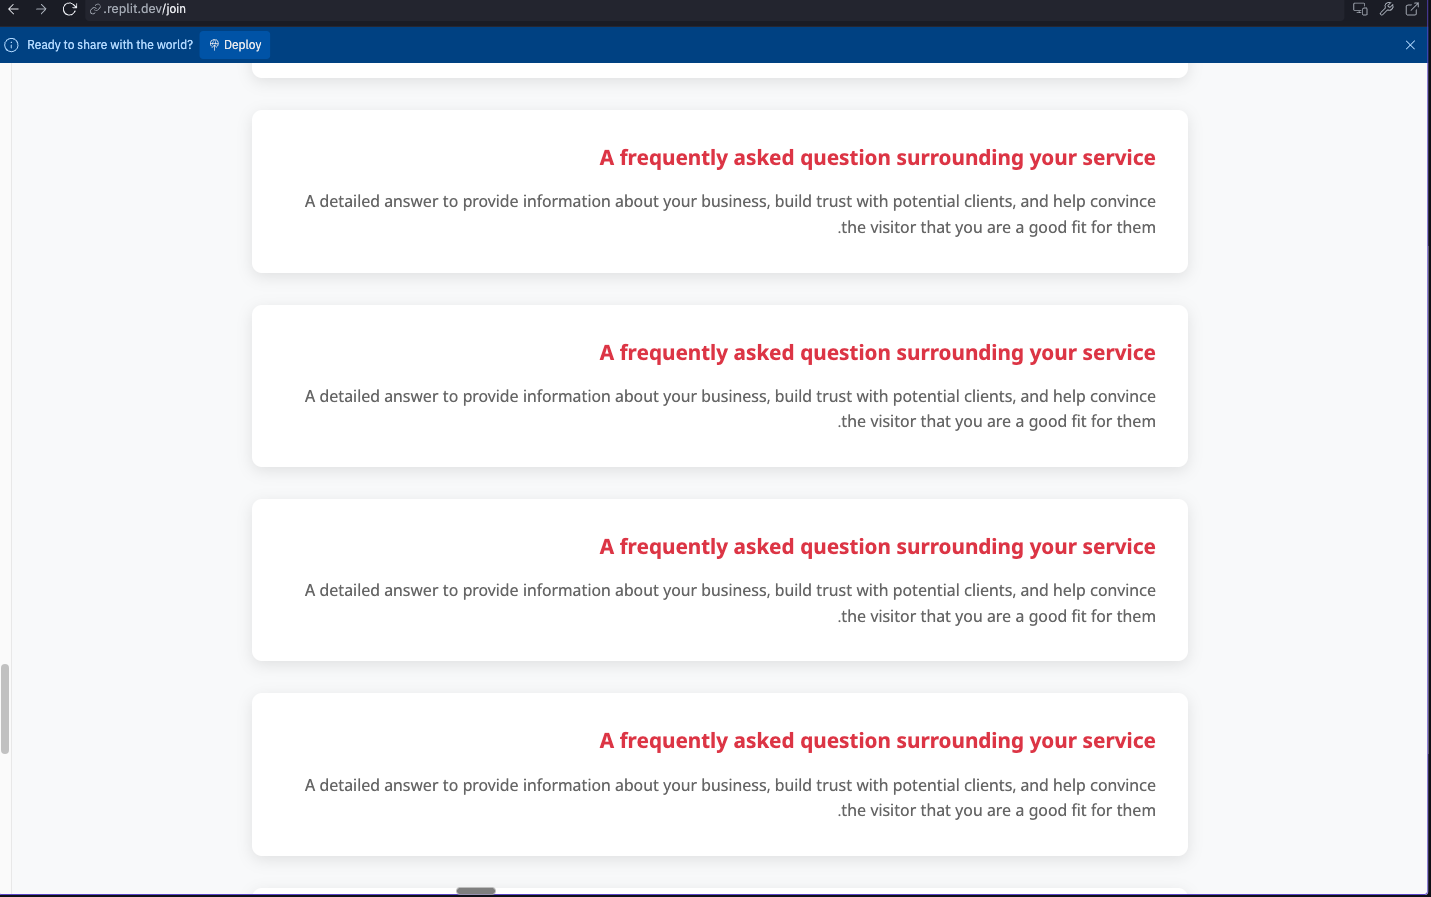 .replit.dev/join
Ready to share with the world?
Deploy
A frequently asked question surrounding your service
A detailed answer to provide information about your business, build trust with potential clients, and help convince
.the visitor that you are a good fit for them
A frequently asked question surrounding your service
A detailed answer to provide information about your business, build trust with potential clients, and help convince
.the visitor that you are a good fit for them
A frequently asked question surrounding your service
A detailed answer to provide information about your business, build trust with potential clients, and help convince
.the visitor that you are a good fit for them
A frequently asked question surrounding your service
A detailed answer to provide information about your business, build trust with potential clients, and help convince
.the visitor that you are a good fit for them